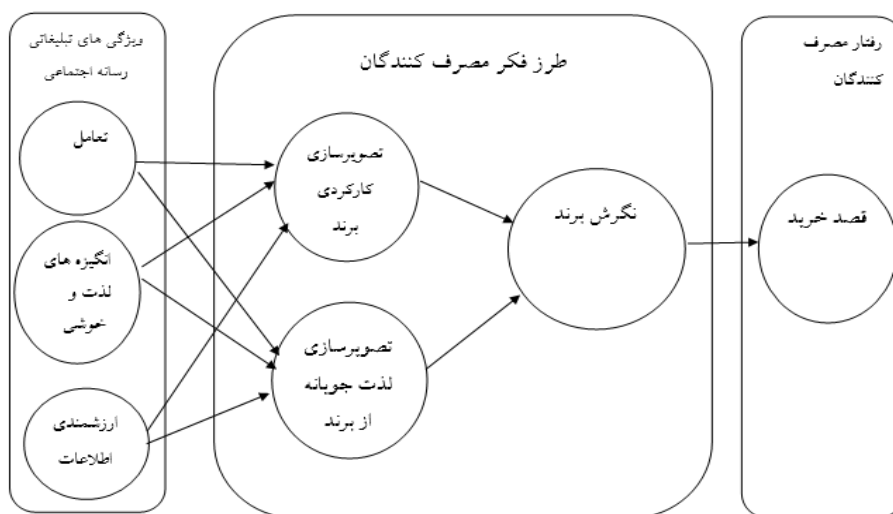 ویژگی های تبلیغاتی
رسانه اجتماعی
تعامل
انگیزه های
لذت و
خوشی
ارزشمندی
اطلاعات
طرز فکر مصرف کنندگان
تصویرسازی
کارکردی
برند
تصویرسازی
لذت جویانه
از برند
نگرش برند
رفتار مصرف
کنندگان
قصد خرید